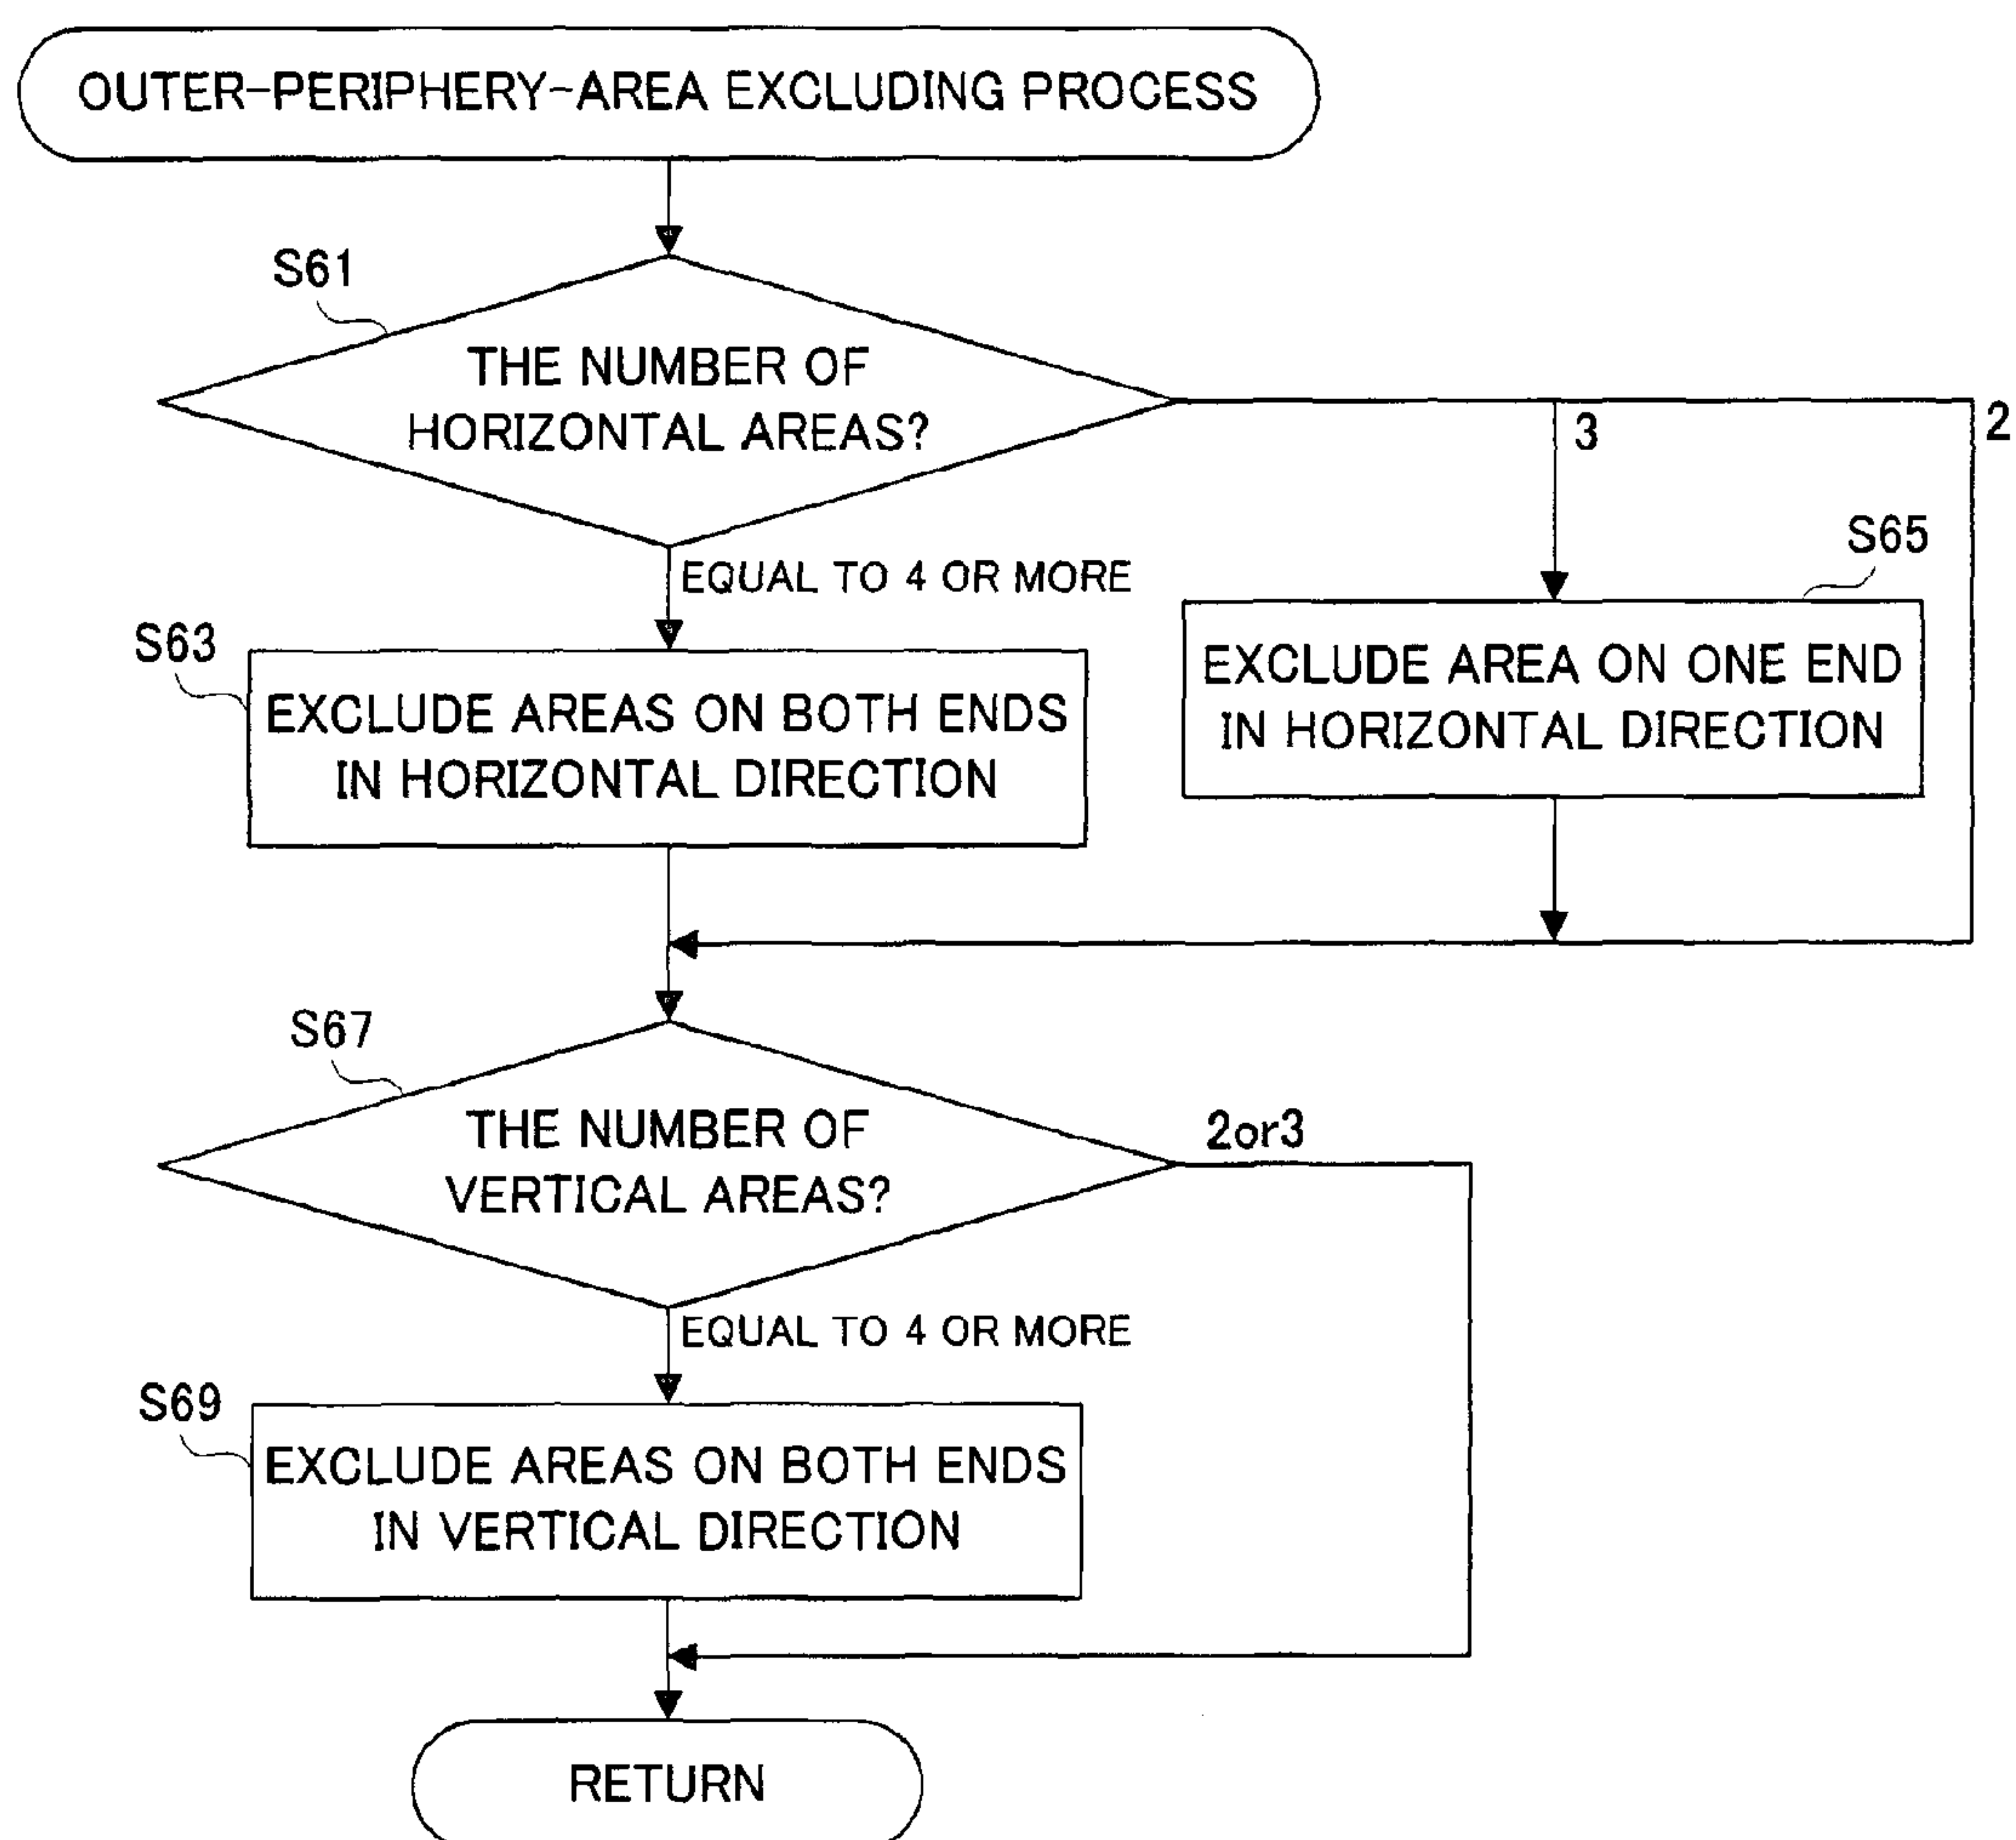 OUTER-PERIPHERY-AREA EXCLUDING PROCESS
S61
THE NUMBER OF
HORIZONTAL AREAS?
3
2
EQUAL TO 4 OR MORE
S65
EXCLUDE AREA ON ONE END
IN HORIZONTAL DIRECTION
S63
EXCLUDE AREAS ON BOTH ENDS
IN HORIZONTAL DIRECTION
S67
THE NUMBER OF
VERTICAL AREAS?
2or3
EQUAL TO 4 OR MORE
S69
EXCLUDE AREAS ON BOTH ENDS
IN VERTICAL DIRECTION
RETURN